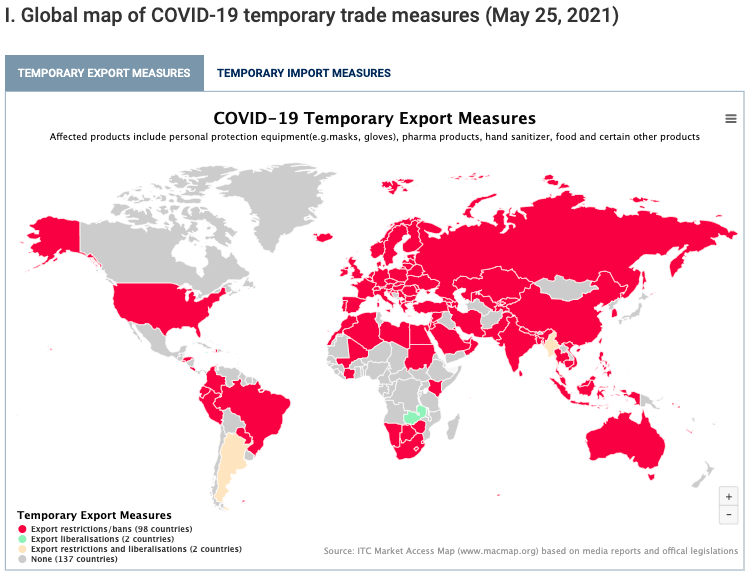 I. Global map of COVID-19 temporary trade measures (May 25, 2021)
TEMPORARY EXPORT MEASURES
TEMPORARY IMPORT MEASURES
COVID-19 Temporary Export Measures
Affected products include personal protection equipment(e.g.masks, gloves), pharma products, hand sanitizer, food and certain other products
Temporary Export Measures
Export restrictions/bans (98 countries)
Export liberalisations (2 countries)
Export restrictions and liberalisations (2 countries)
None (137 countries)
Source: ITC Market Access Map (www.macmap.org) based on media reports and offical legislations
+
-